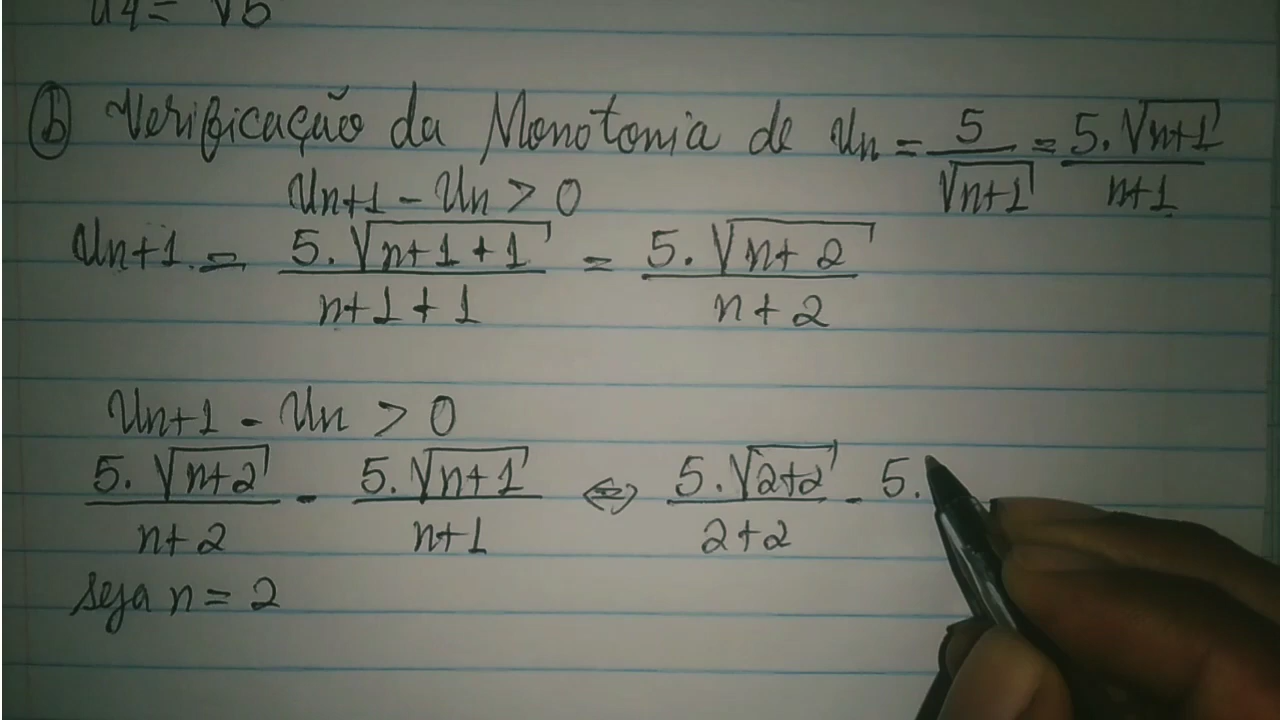 u4 = √5
b) Verificação da Monotonia de Un = 5/√(n+1) = 5.√(n+1)/(n+1)
Un+1 - Un > 0
Un+1 = 5.√(n+1+1)/(n+1+1) = 5.√(n+2)/(n+2)
Un+1 - Un > 0
5.√(n+2)/(n+2) - 5.√(n+1)/(n+1) ⇔ 5.√(2+2)/(2+2) - 5.
seja n = 2